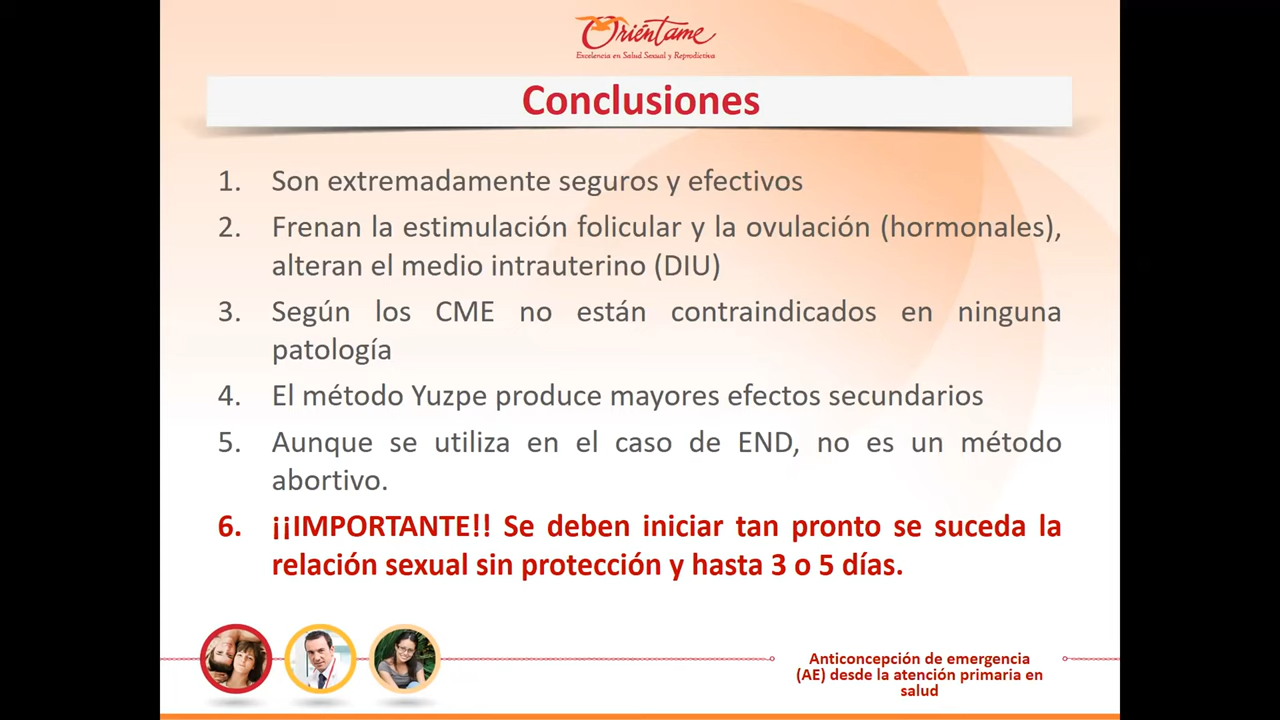 Oriéntame
Excelencia en Salud Sexual y Reproductiva
Conclusiones
1. Son extremadamente seguros y efectivos
2. Frenan la estimulación folicular y la ovulación (hormonales),
alteran el medio intrauterino (DIU)
3. Según los CME no están contraindicados en ninguna
patología
4. El método Yuzpe produce mayores efectos secundarios
5. Aunque se utiliza en el caso de END, no es un método
abortivo.
6. ¡¡IMPORTANTE!! Se deben iniciar tan pronto se suceda la
relación sexual sin protección y hasta 3 o 5 días.
Anticoncepción de emergencia
(AE) desde la atención primaria en
salud